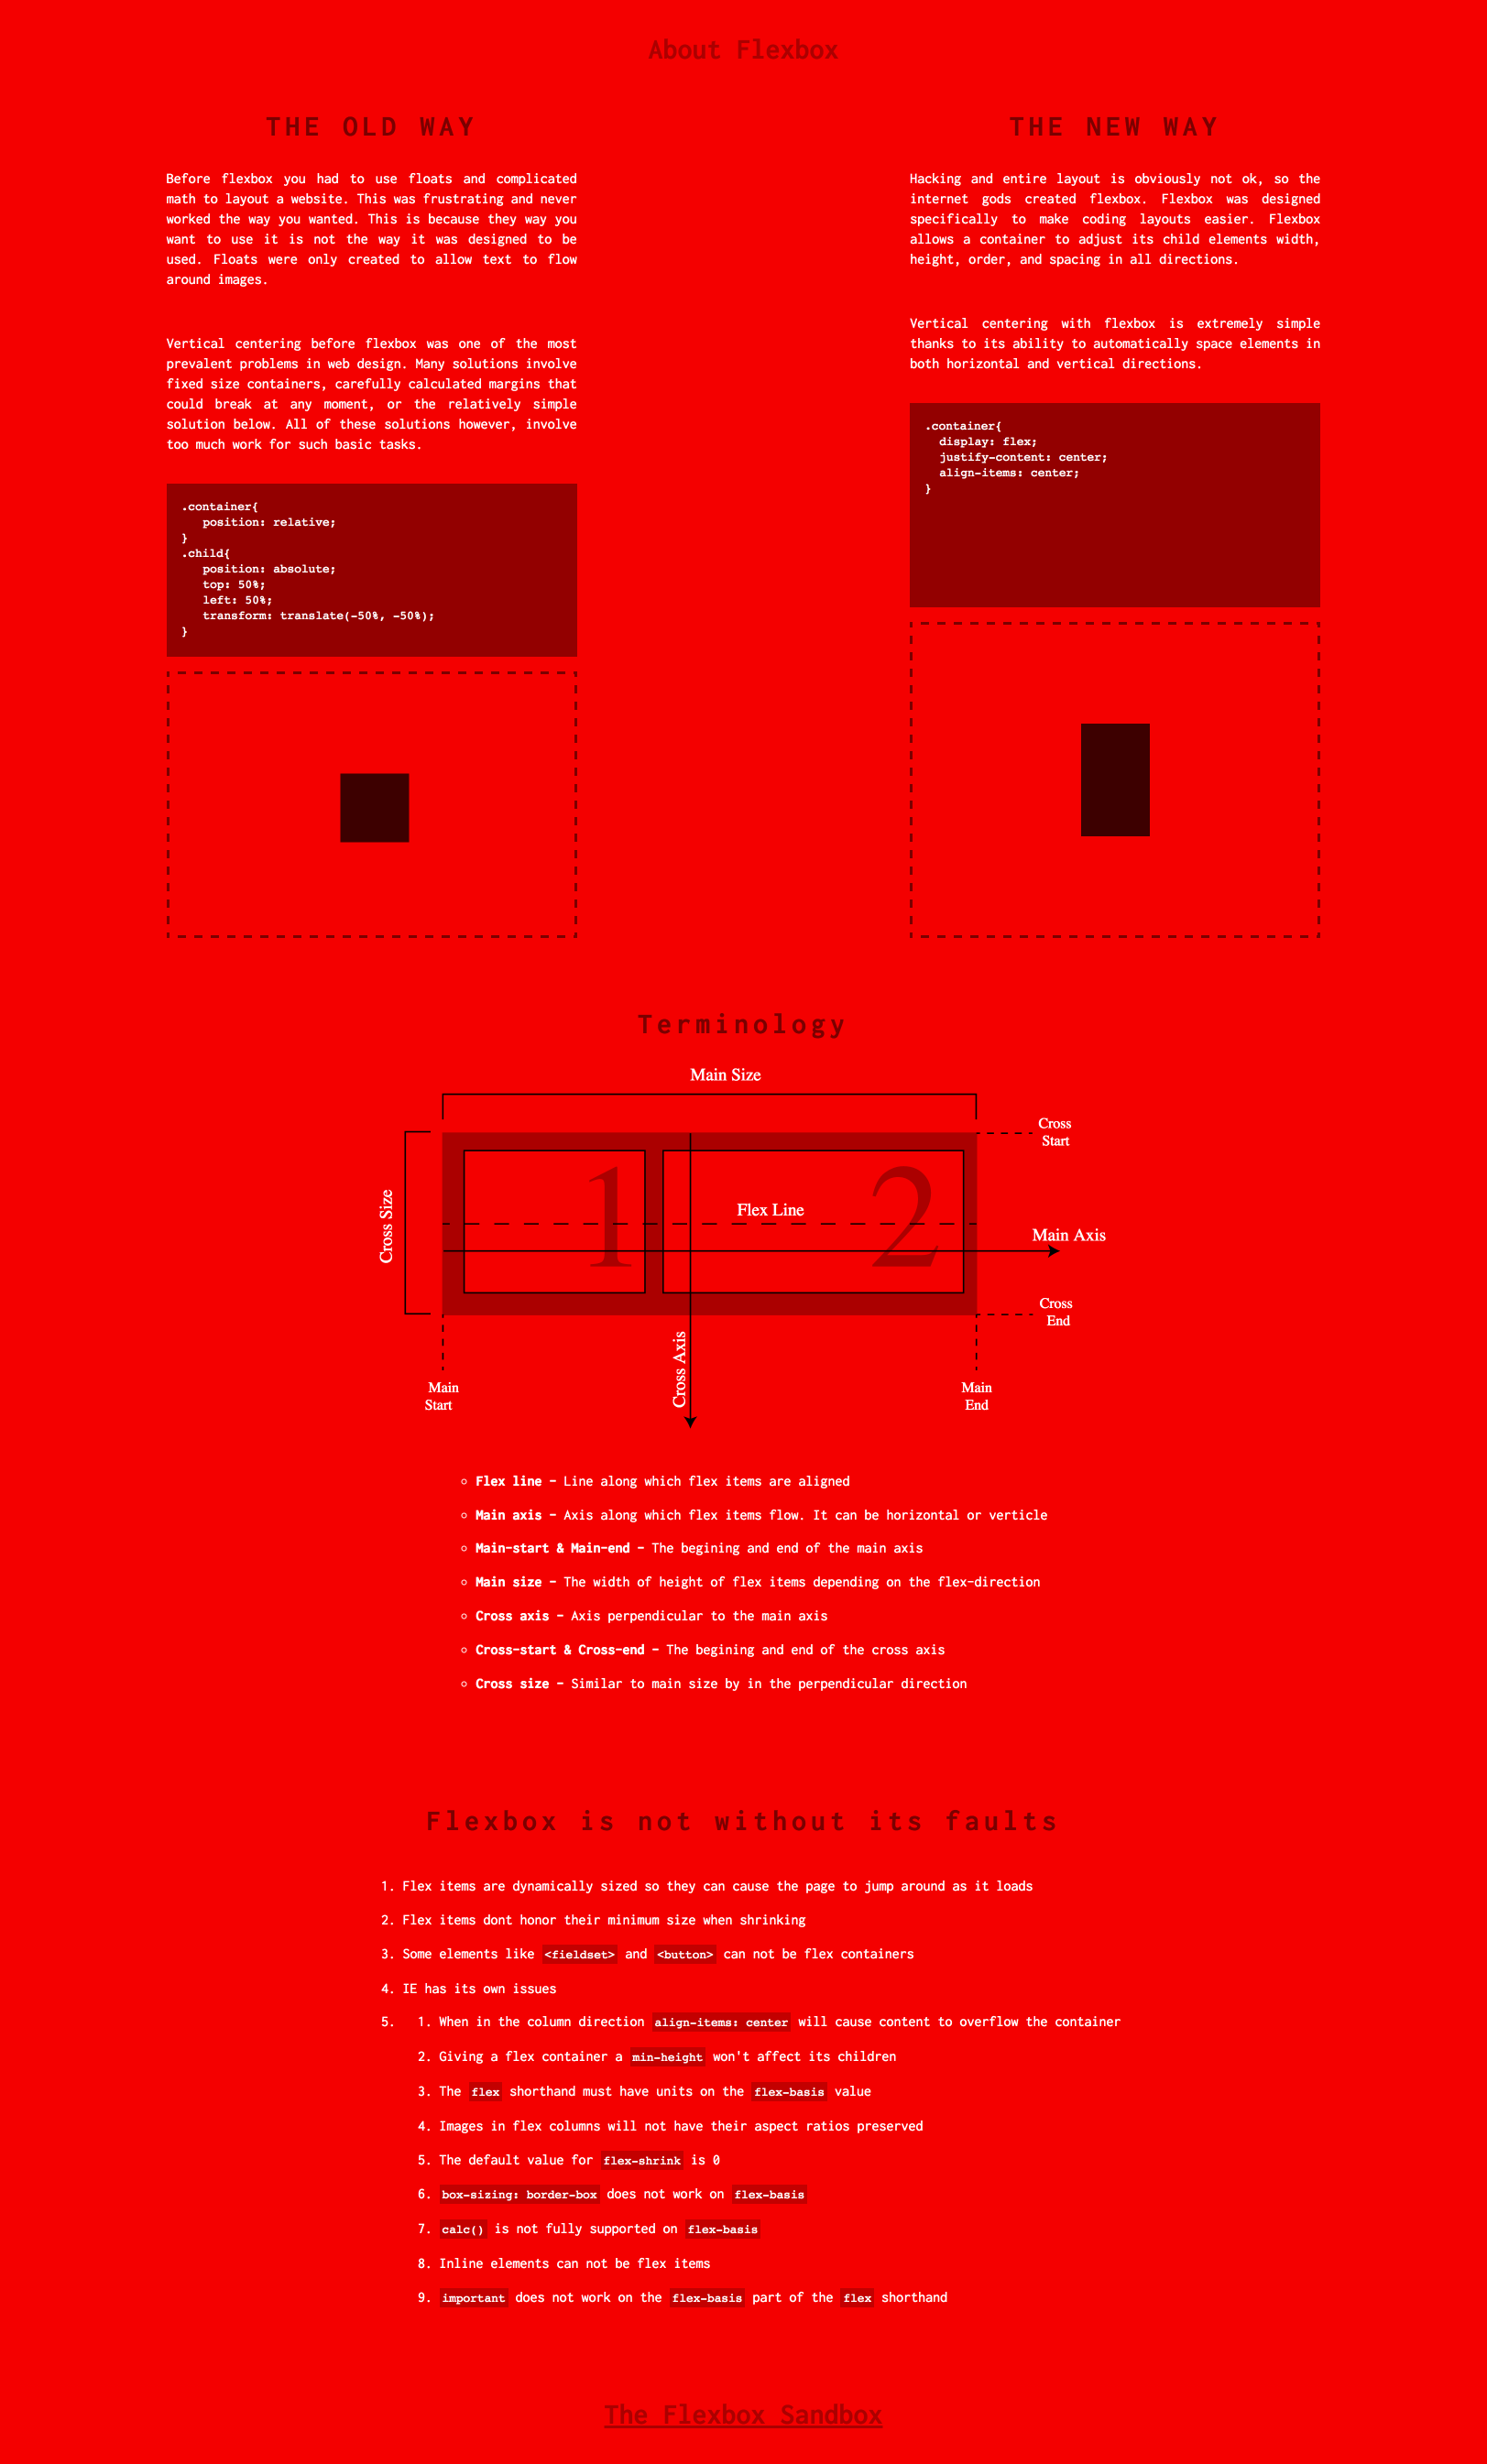 About Flexbox
THE OLD WAY
Before flexbox you had to use floats and complicated
math to layout a website. This was frustrating and never
worked the way you wanted. This is because they way you
want to use it is not the way it was designed to be
used. Floats were only created to allow text to flow
around images.
Vertical centering before flexbox was one of the most
prevalent problems in web design. Many solutions involve
fixed size containers, carefully calculated margins that
could break at any moment, or the relatively simple
solution below. All of these solutions however, involve
too much work for such basic tasks.
.container{
position: relative;
}
.child{
position: absolute;
top: 50%;
left: 50%;
transform: translate(-50%, -50%);
}
THE NEW WAY
Hacking and entire layout is obviously not ok, so the
internet gods created flexbox. Flexbox was designed
specifically to make coding layouts easier. Flexbox
allows a container to adjust its child elements width,
height, order, and spacing in all directions.
Vertical centering with flexbox is extremely simple
thanks to its ability to automatically space elements in
both horizontal and vertical directions.
.container{
display: flex;
justify-content: center;
align-items: center;
}
Terminology
Main Size
Cross
Start
Cross Size
1
2
Flex Line
Main Axis
Cross
End
Cross Axis
Main
Start
Main
End
Flex line - Line along which flex items are aligned
Main axis - Axis along which flex items flow. It can be horizontal or verticle
Main-start & Main-end - The begining and end of the main axis
Main size - The width of height of flex items depending on the flex-direction
Cross axis - Axis perpendicular to the main axis
Cross-start & Cross-end - The begining and end of the cross axis
Cross size - Similar to main size by in the perpendicular direction
Flexbox is not without its faults
1. Flex items are dynamically sized so they can cause the page to jump around as it loads
2. Flex items dont honor their minimum size when shrinking
3. Some elements like <fieldset> and <button> can not be flex containers
4. IE has its own issues
5. 1. When in the column direction align-items: center will cause content to overflow the container
2. Giving a flex container a min-height won't affect its children
3. The flex shorthand must have units on the flex-basis value
4. Images in flex columns will not have their aspect ratios preserved
5. The default value for flex-shrink is 0
6. box-sizing: border-box does not work on flex-basis
7. calc() is not fully supported on flex-basis
8. Inline elements can not be flex items
9. important does not work on the flex-basis part of the flex shorthand
The Flexbox Sandbox